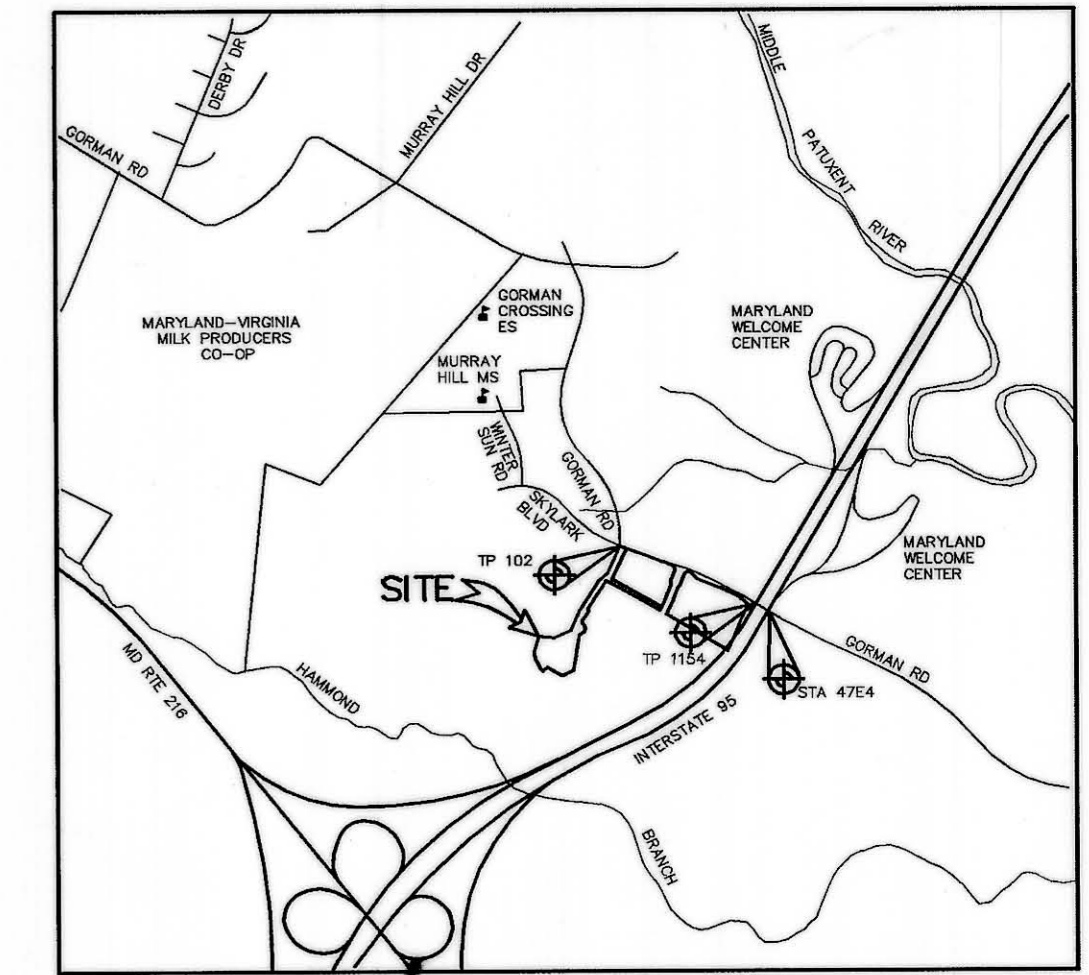 DERBY DR
MURRAY HILL DR
MIDDLE
PATUXENT
RIVER
GORMAN RD
MARYLAND-VIRGINIA
MILK PRODUCERS
CO-OP
GORMAN
CROSSING
ES
MURRAY
HILL MS
MARYLAND
WELCOME
CENTER
WINTER
SUN RD
GORMAN RD
SKYLARK
BLVD
TP 102
SITE
MARYLAND
WELCOME
CENTER
TP 1154
STA 47E4
GORMAN RD
MD RTE 216
HAMMOND
INTERSTATE 95
BRANCH